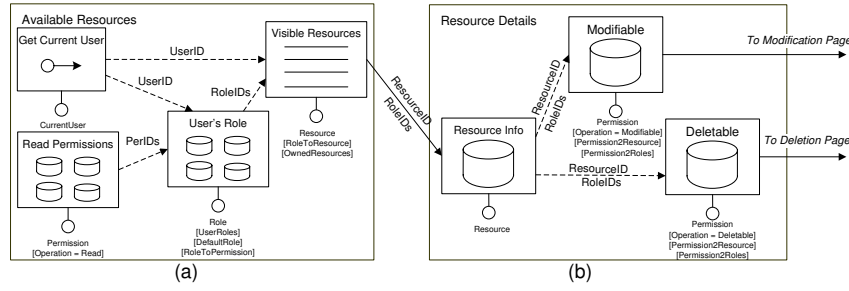 Available Resources
Get Current User
CurrentUser
UserID
UserID
Visible Resources
RoleIDs
Resource
[RoleToResource]
[OwnedResources]
Read Permissions
PerIDs
Permission
[Operation = Read]
User's Role
Role
[UserRoles]
[DefaultRole]
[RoleToPermission]
(a)
ResourceID
RoleIDs
Resource Details
Resource Info
Resource
ResourceID
RoleIDs
Modifiable
Permission
[Operation = Modifiable]
[Permission2Resource]
[Permission2Roles]
To Modification Page
ResourceID
RoleIDs
Deletable
Permission
[Operation = Deletable]
[Permission2Resource]
[Permission2Roles]
To Deletion Page
(b)